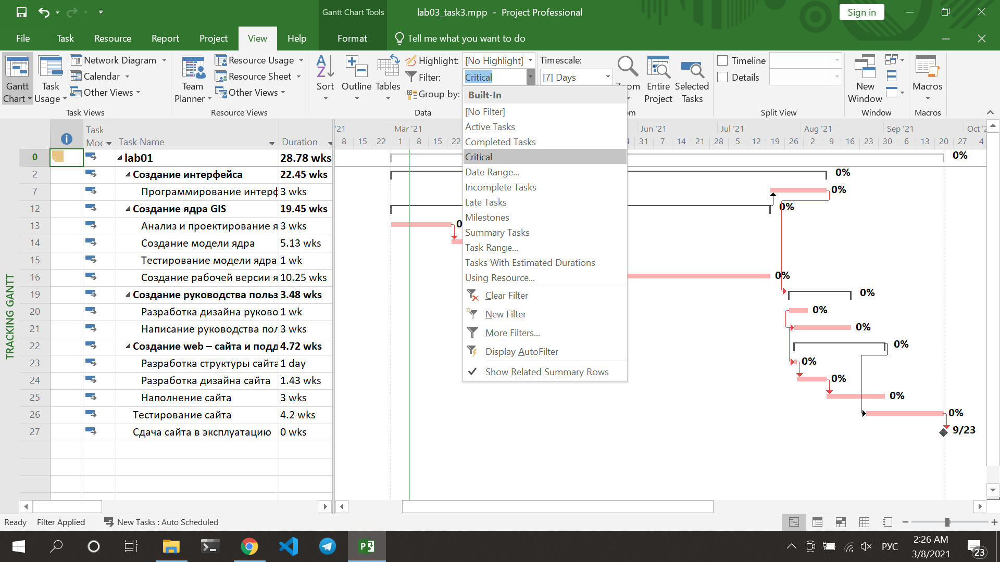 Gantt Chart Tools
lab03_task3.mpp - Project Professional
Sign in
File Task Resource Report Project View Help Format Tell me what you want to do
Gantt Chart
Task Usage
Network Diagram
Calendar
Other Views
Task Views
Team Planner
Resource Usage
Resource Sheet
Other Views
Resource Views
Sort
Outline
Tables
Highlight: [No Highlight]
Filter: Critical
Group by:
Data
Timescale:
[7] Days
Entire Project
Selected Tasks
Timeline
Details
Split View
New Window
Window
Macros
Macros
Built-In
[No Filter]
Active Tasks
Completed Tasks
Critical
Date Range...
Incomplete Tasks
Late Tasks
Milestones
Summary Tasks
Task Range...
Tasks With Estimated Durations
Using Resource...
Clear Filter
New Filter
More Filters...
Display AutoFilter
Show Related Summary Rows
TRACKING GANTT
Task Name Duration
'21 Mar '21 Jun '21 Jul '21 Aug '21 Sep '21
8 15 22 1 8 15 22 31 7 14 21 28 5 12 19 26 2 9 16 23 30 6 13 20 27 4
0 lab01 28.78 wks 0%
2 Создание интерфейса 22.45 wks 0%
7 Программирование интерф 3 wks 0%
12 Создание ядра GIS 19.45 wks 0%
13 Анализ и проектирование я 3 wks 0
14 Создание модели ядра 5.13 wks
15 Тестирование модели ядра 1 wk
16 Создание рабочей версии я 10.25 wks 0%
19 Создание руководства польз 3.48 wks 0%
20 Разработка дизайна руково 1 wk 0%
21 Написание руководства пол 3 wks 0%
22 Создание web – сайта и подд 4.72 wks 0%
23 Разработка структуры сайта 1 day 0%
24 Разработка дизайна сайта 1.43 wks 0%
25 Наполнение сайта 3 wks 0%
26 Тестирование сайта 4.2 wks 0%
27 Сдача сайта в эксплуатацию 0 wks 9/23
Ready Filter Applied New Tasks : Auto Scheduled
РУС
2:26 AM
3/8/2021
23